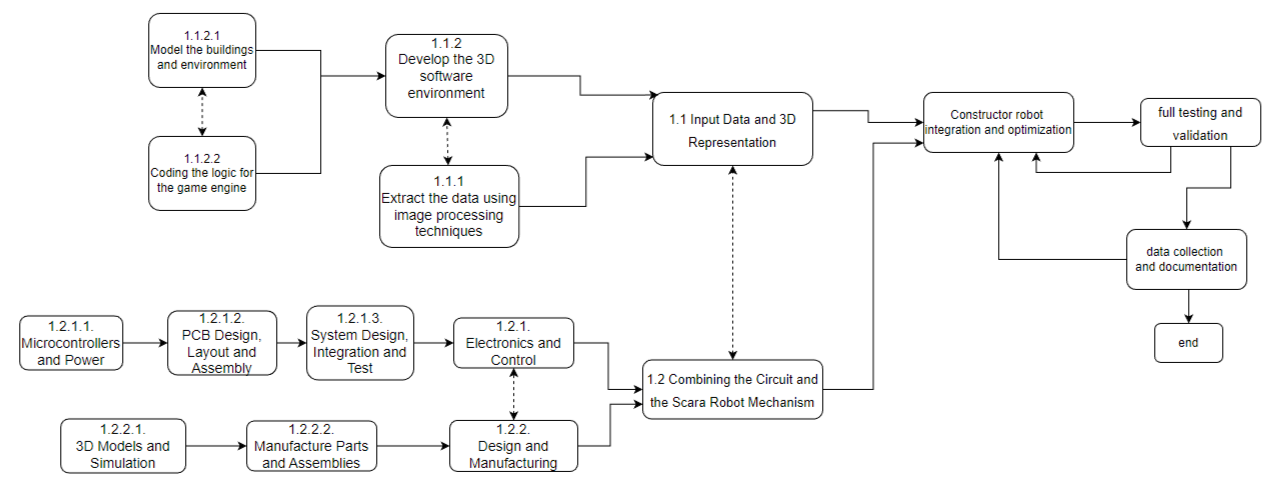 1.1.2.1
Model the buildings
and environment
1.1.2.2
Coding the logic for
the game engine
1.1.2
Develop the 3D
software
environment
1.1.1
Extract the data using
image processing
techniques
1.1 Input Data and 3D
Representation
Constructor robot
integration and optimization
full testing and
validation
data collection
and documentation
end
1.2.1.1.
Microcontrollers
and Power
1.2.1.2.
PCB Design,
Layout and
Assembly
1.2.1.3.
System Design,
Integration and
Test
1.2.1.
Electronics and
Control
1.2 Combining the Circuit and
the Scara Robot Mechanism
1.2.2.1.
3D Models and
Simulation
1.2.2.2.
Manufacture Parts
and Assemblies
1.2.2.
Design and
Manufacturing